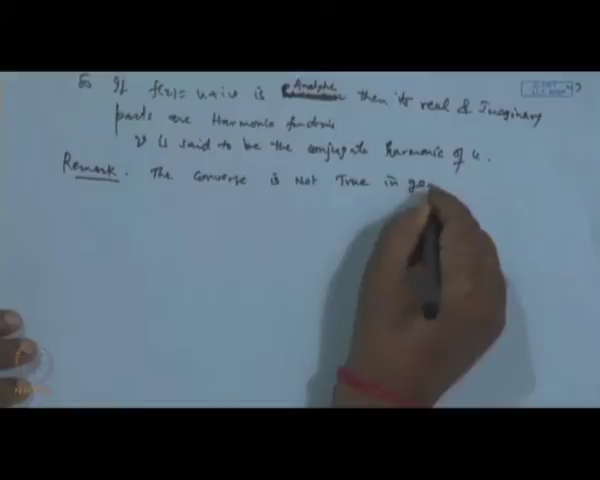 If f(z) = u+iv is Analytic then its real & Imaginary
parts are Harmonic functions
v is said to be the conjugate harmonic of u.
Remark. The converse is Not True in ge